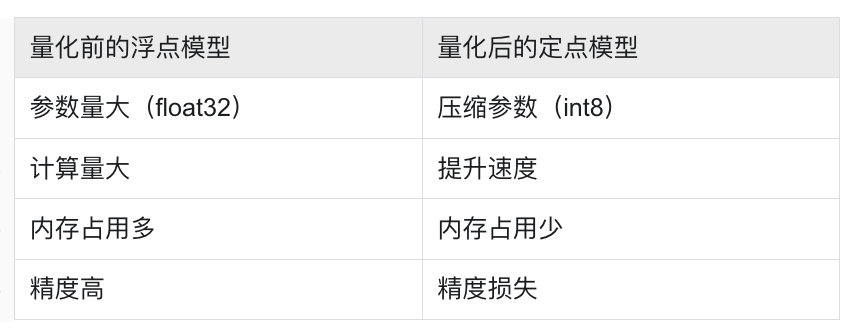 量化前的浮点模型
量化后的定点模型
参数量大（float32）
压缩参数（int8）
计算量大
提升速度
内存占用多
内存占用少
精度高
精度损失